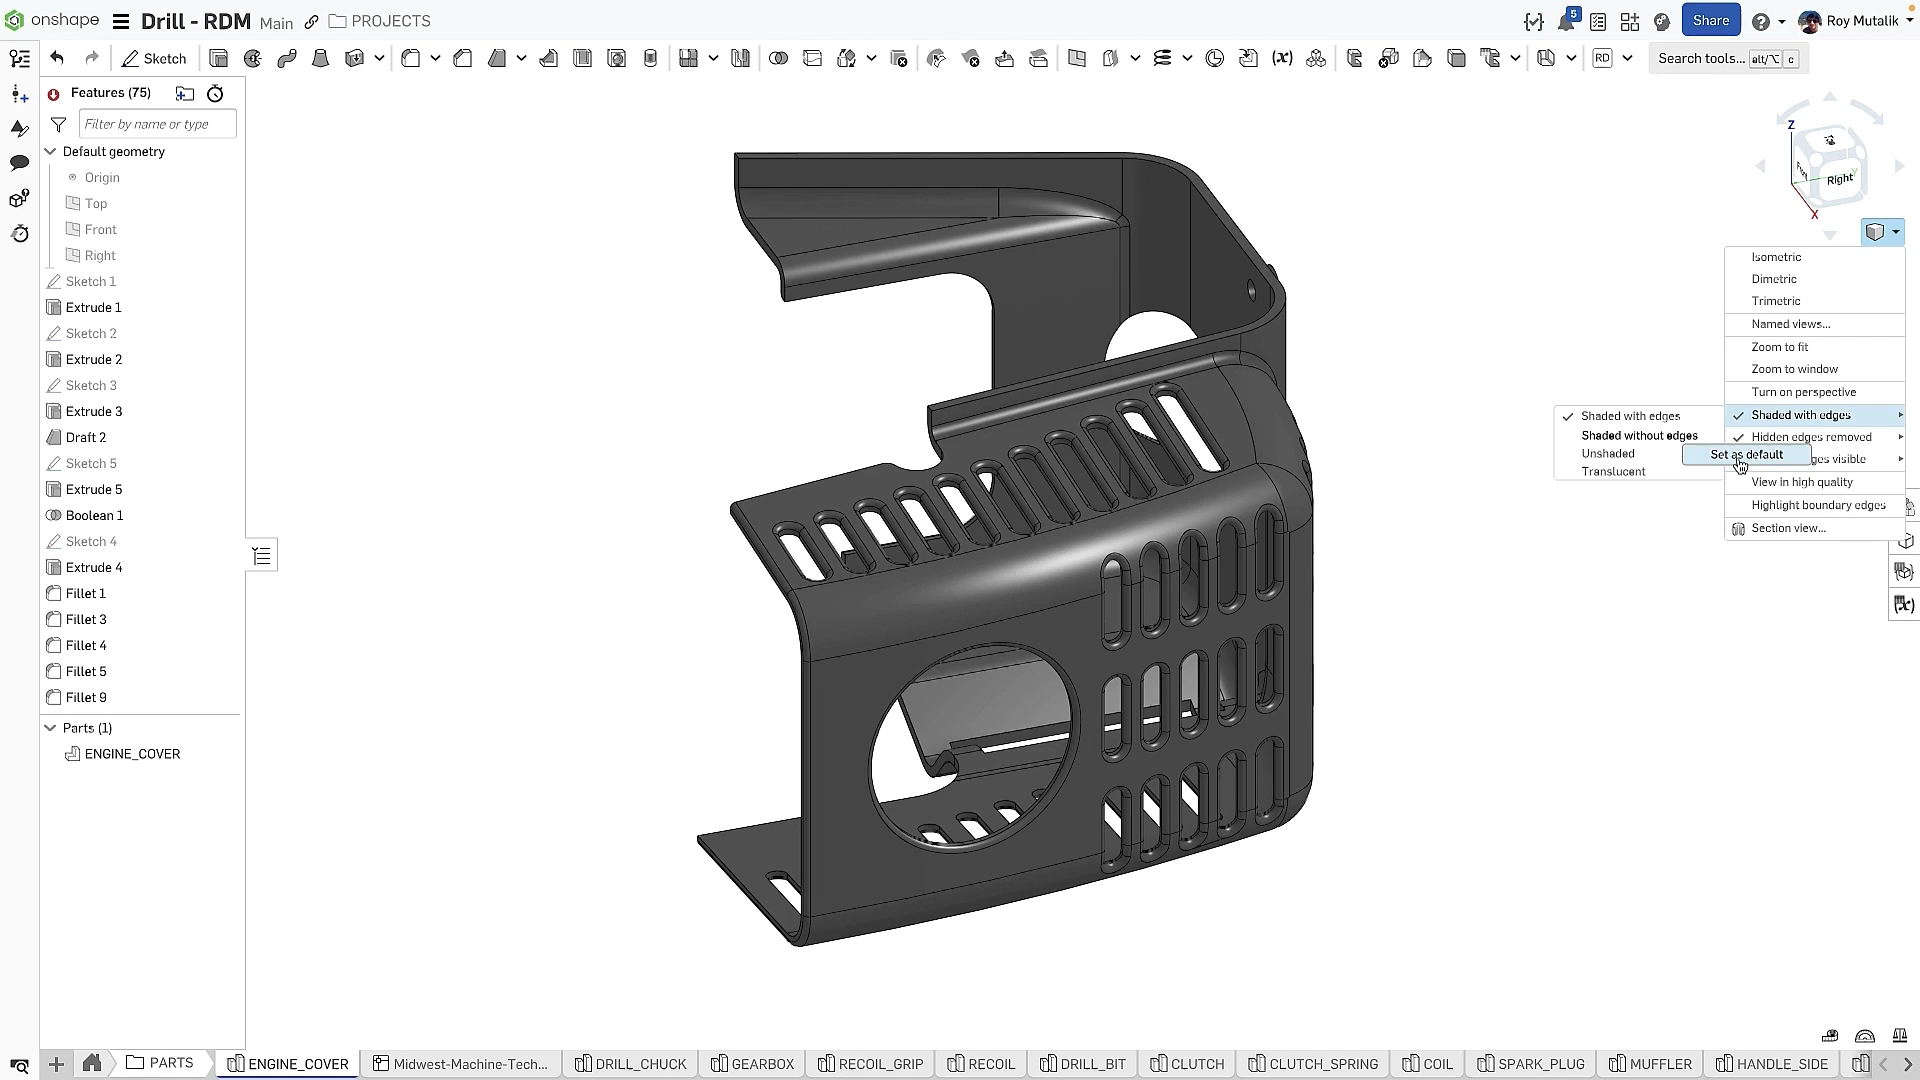 onshape Drill - RDM Main PROJECTS
5 Share Roy Mutalik
Sketch
RD
Search tools... alt/⌥ c
Features (75)
Filter by name or type
Default geometry
Origin
Top
Front
Right
Sketch 1
Extrude 1
Sketch 2
Extrude 2
Sketch 3
Extrude 3
Draft 2
Sketch 5
Extrude 5
Boolean 1
Sketch 4
Extrude 4
Fillet 1
Fillet 3
Fillet 4
Fillet 5
Fillet 9
Parts (1)
ENGINE_COVER
Z
Front
Right
Y
X
Isometric
Dimetric
Trimetric
Named views...
Zoom to fit
Zoom to window
Turn on perspective
Shaded with edges
Hidden edges removed
ges visible
View in high quality
Highlight boundary edges
Section view...
Shaded with edges
Shaded without edges
Unshaded
Translucent
Set as default
PARTS
ENGINE_COVER
Midwest-Machine-Tech...
DRILL_CHUCK
GEARBOX
RECOIL_GRIP
RECOIL
DRILL_BIT
CLUTCH
CLUTCH_SPRING
COIL
SPARK_PLUG
MUFFLER
HANDLE_SIDE